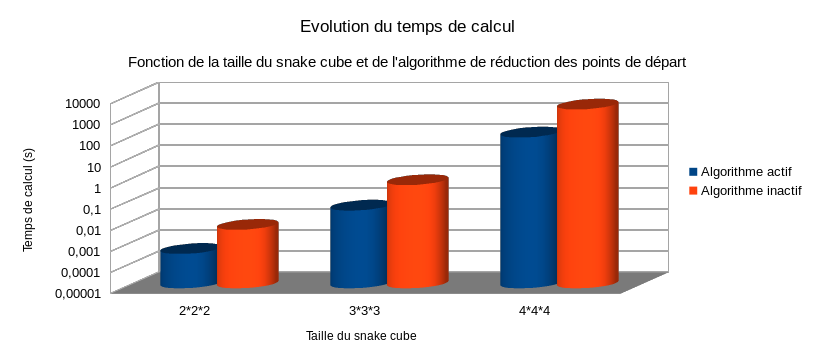 Evolution du temps de calcul
Fonction de la taille du snake cube et de l'algorithme de réduction des points de départ
Temps de calcul (s)
10000
1000
100
10
1
0,1
0,01
0,001
0,0001
0,00001
2*2*2
3*3*3
4*4*4
Taille du snake cube
Algorithme actif
Algorithme inactif